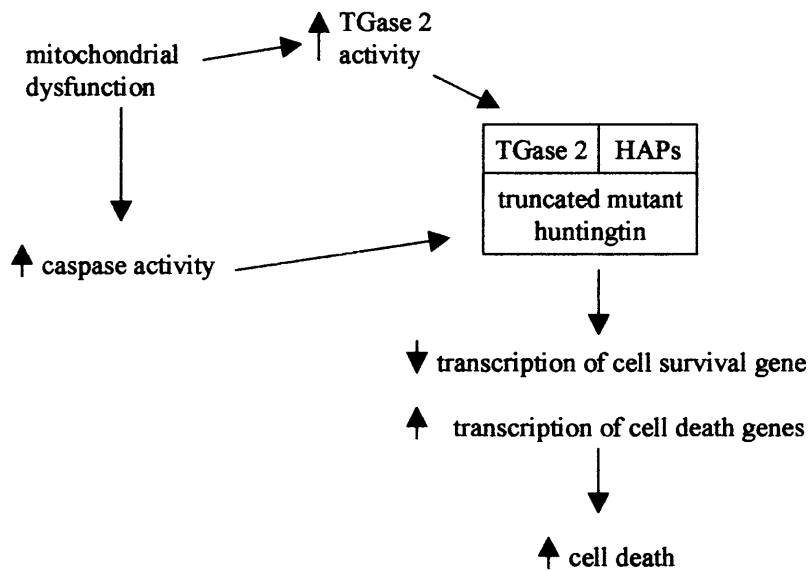 mitochondrial
dysfunction
TGase 2
activity
TGase 2 HAPs
truncated mutant
huntingtin
caspase activity
transcription of cell survival gene
transcription of cell death genes
cell death